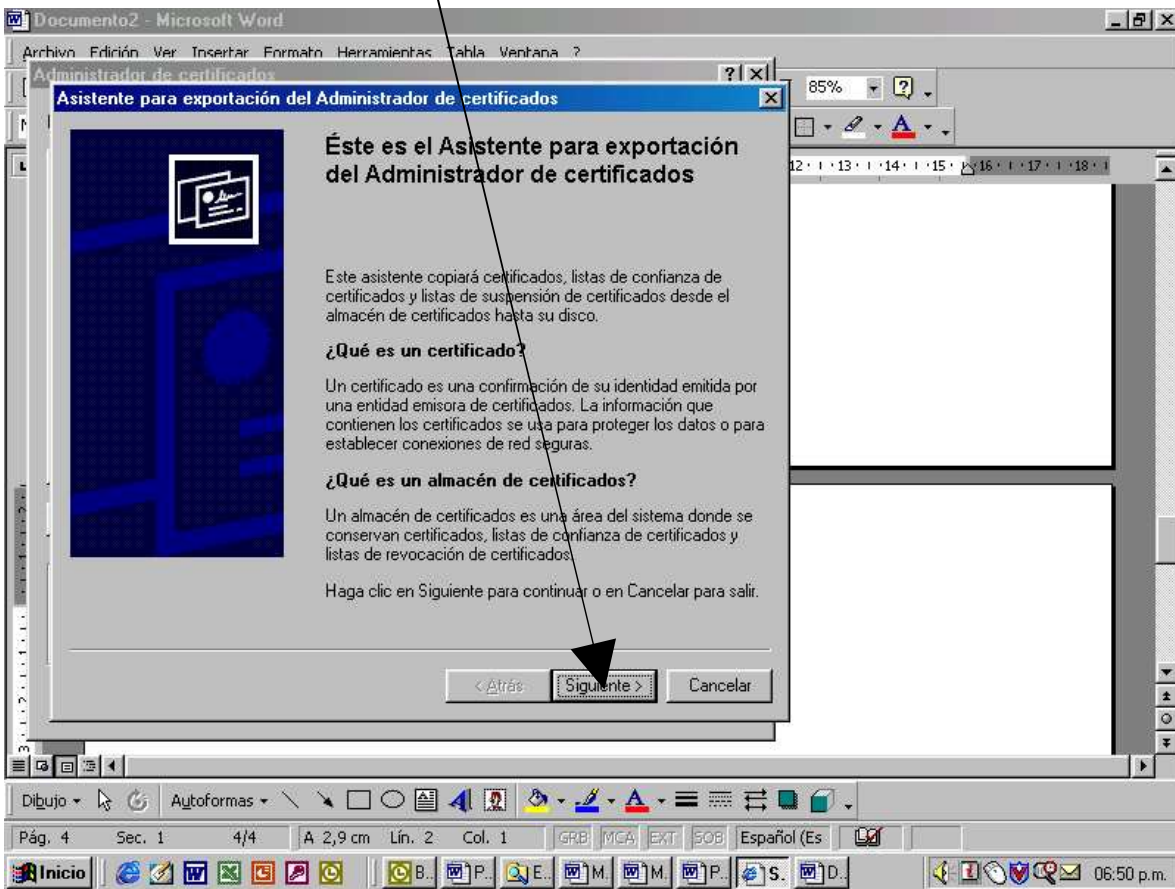 Documento2 - Microsoft Word
Archivo Edición Ver Insertar Formato Herramientas Tabla Ventana ?
Administrador de certificados
85%
Asistente para exportación del Administrador de certificados
Éste es el Asistente para exportación
del Administrador de certificados
12 13 14 15 16 17 18
Este asistente copiará certificados, listas de confianza de
certificados y listas de suspensión de certificados desde el
almacén de certificados hasta su disco.
¿Qué es un certificado?
Un certificado es una confirmación de su identidad emitida por
una entidad emisora de certificados. La información que
contienen los certificados se usa para proteger los datos o para
establecer conexiones de red seguras.
¿Qué es un almacén de certificados?
Un almacén de certificados es una área del sistema donde se
conservan certificados, listas de confianza de certificados y
listas de revocación de certificados.
Haga clic en Siguiente para continuar o en Cancelar para salir.
< Atrás Siguiente > Cancelar
Dibujo Autoformas
Pág. 4 Sec. 1 4/4 A 2,9 cm Lín. 2 Col. 1 GRB MCA EXT SOB Español (Es
Inicio B.. P.. E.. M.. M.. P.. S.. D.. 06:50 p.m.